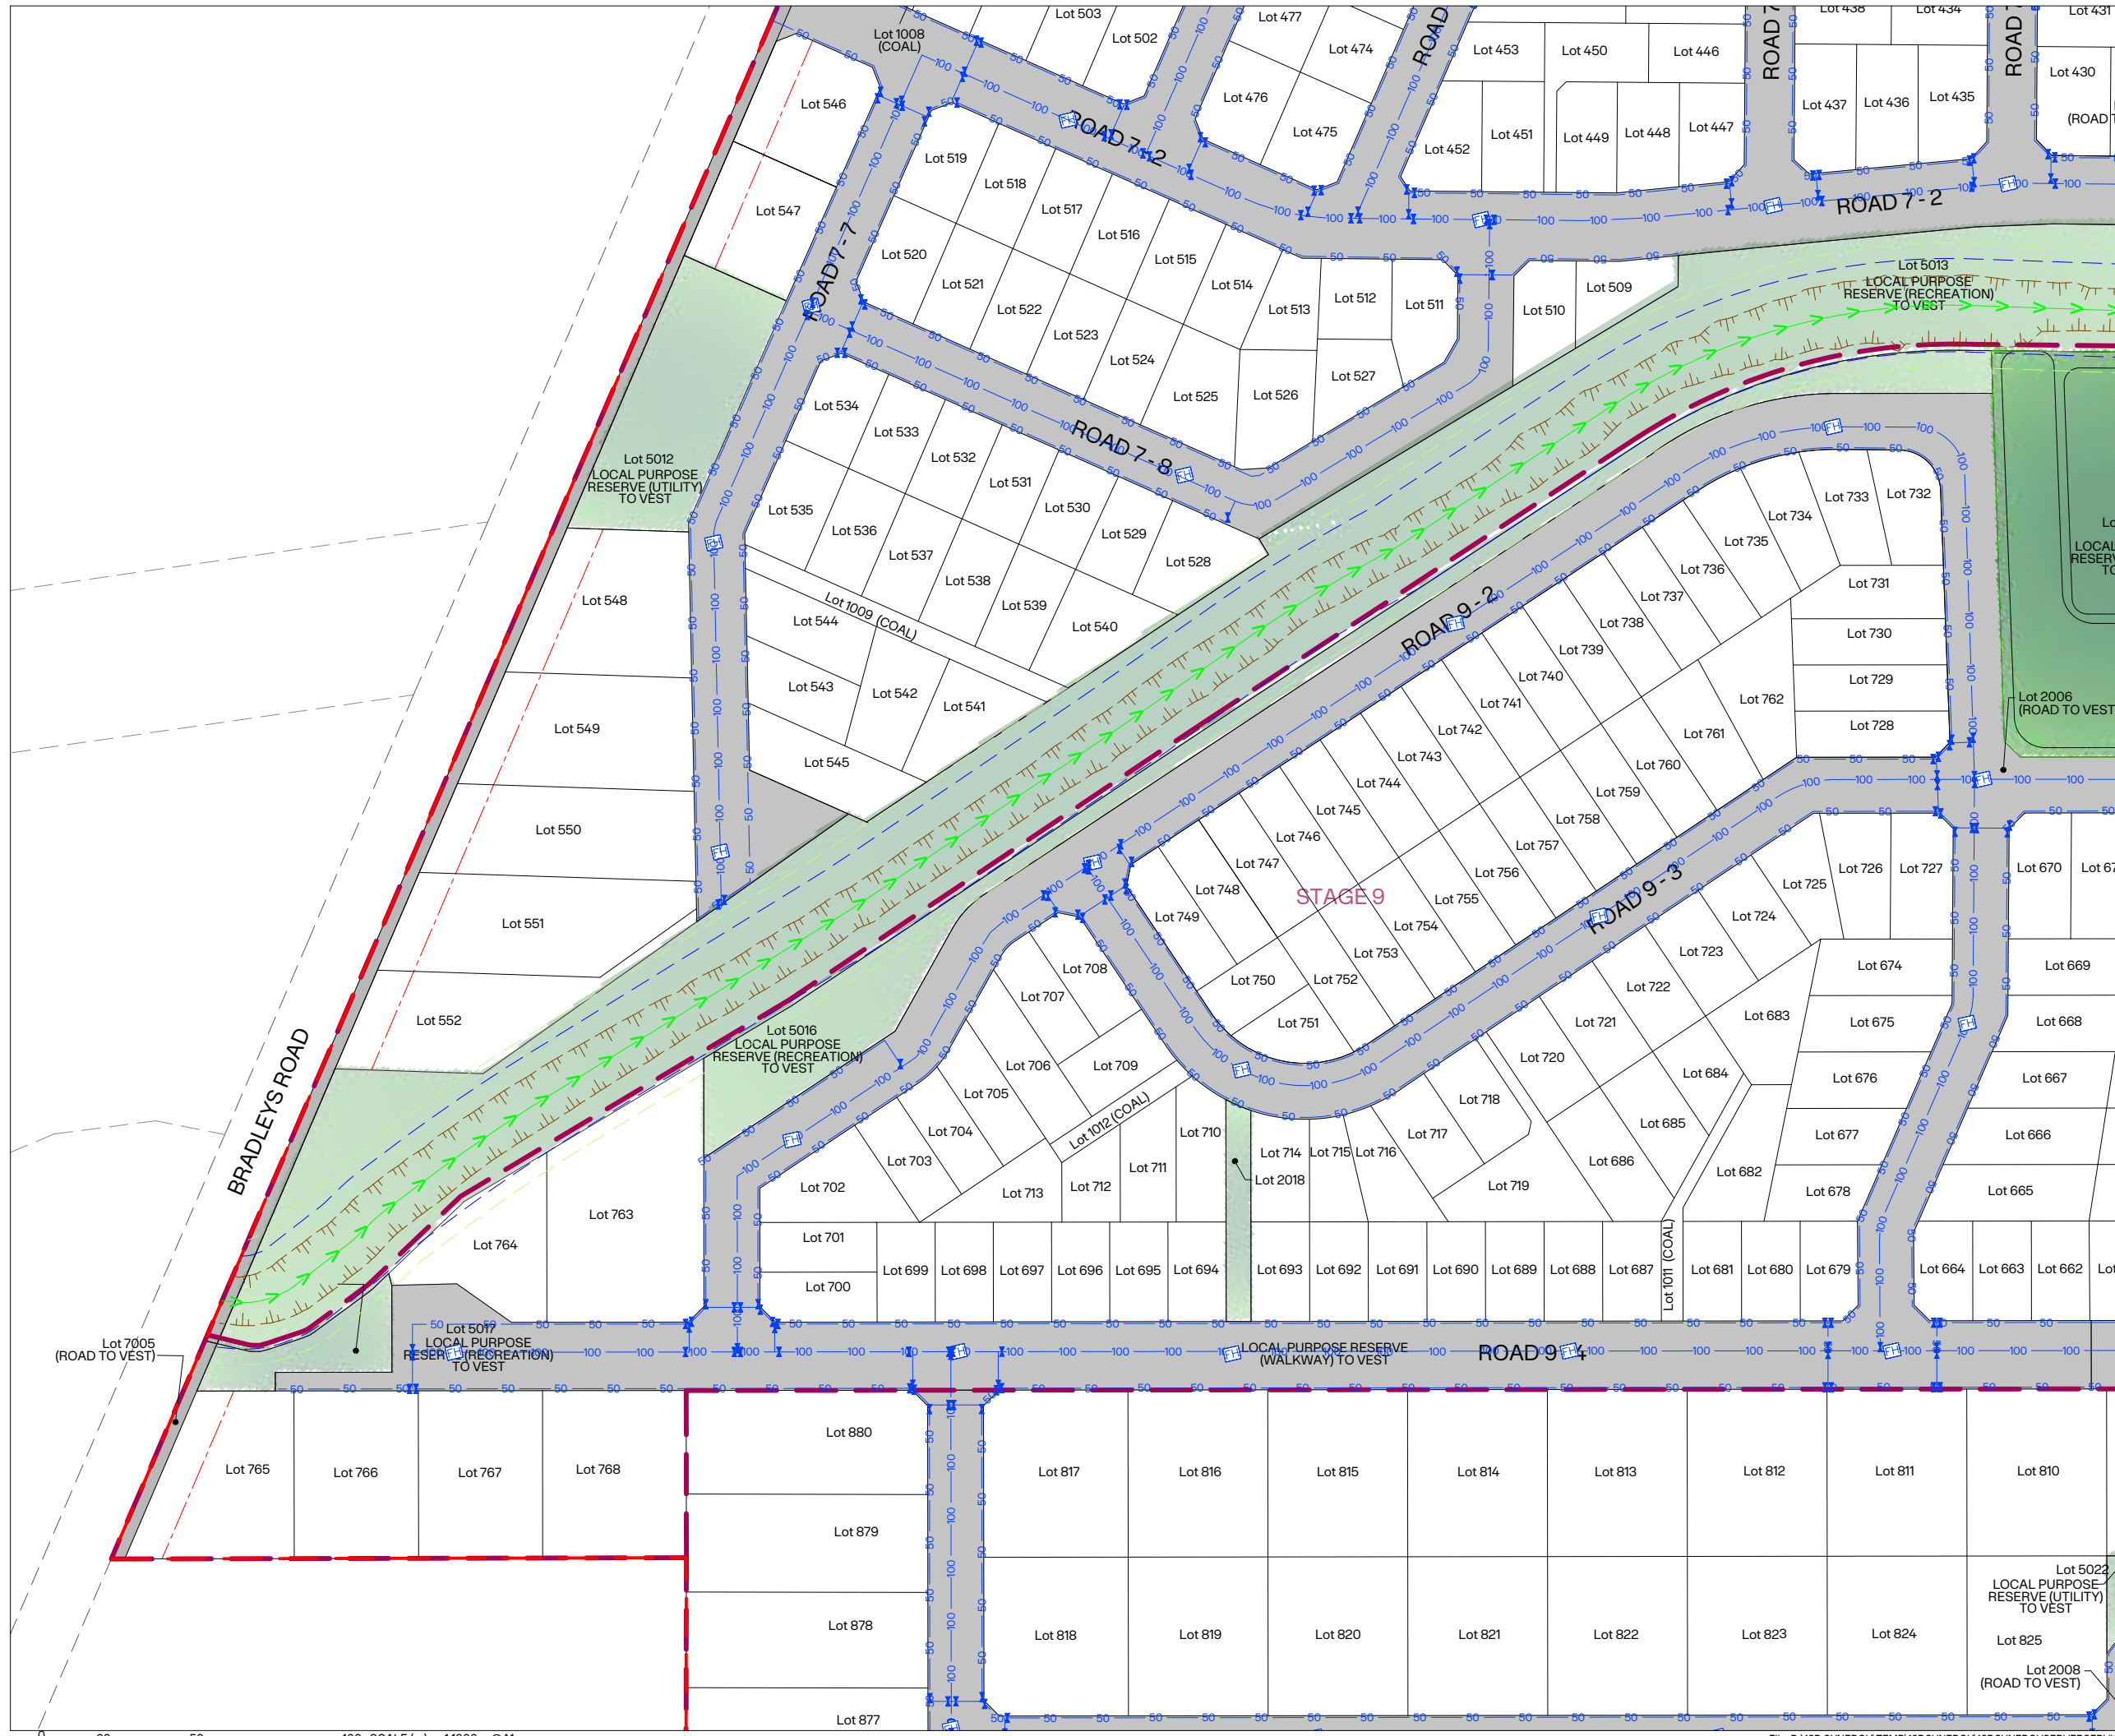 Lot 503
Lot 502
Lot 477
Lot 474
Lot 476
Lot 475
ROAD
Lot 453
Lot 450
Lot 446
Lot 452
Lot 451
Lot 449
Lot 448
Lot 447
ROAD 7
Lot 438
Lot 434
Lot 431
Lot 437
Lot 436
Lot 435
ROAD
Lot 430
Lot 1008
(COAL)
Lot 546
Lot 547
ROAD 7 - 2
ROAD 7 - 2
ROAD 7 - 7
Lot 519
Lot 518
Lot 517
Lot 516
Lot 515
Lot 514
Lot 513
Lot 512
Lot 511
Lot 510
Lot 509
Lot 520
Lot 521
Lot 522
Lot 523
Lot 524
Lot 525
Lot 526
Lot 527
Lot 5013
LOCAL PURPOSE
RESERVE (RECREATION)
TO VEST
ROAD 7 - 8
Lot 5012
LOCAL PURPOSE
RESERVE (UTILITY)
TO VEST
Lot 534
Lot 533
Lot 532
Lot 531
Lot 530
Lot 529
Lot 528
Lot 535
Lot 536
Lot 537
Lot 538
Lot 539
Lot 540
Lot 1009 (COAL)
Lot 544
Lot 543
Lot 542
Lot 541
Lot 545
Lot 548
Lot 549
Lot 550
Lot 551
Lot 552
BRADLEYS ROAD
ROAD 9 - 2
Lot 732
Lot 733
Lot 734
Lot 735
Lot 736
Lot 737
Lot 738
Lot 739
Lot 740
Lot 741
Lot 742
Lot 743
Lot 744
Lot 745
Lot 746
Lot 747
Lot 748
Lot 749
Lot 731
Lot 730
Lot 729
Lot 728
Lot 762
Lot 761
Lot 760
Lot 759
Lot 758
Lot 757
Lot 756
Lot 755
Lot 754
Lot 753
Lot 752
Lot 751
Lot 750
STAGE 9
Lot 2006
(ROAD TO VEST
ROAD 9 - 3
Lot 726
Lot 727
Lot 725
Lot 724
Lot 723
Lot 722
Lot 721
Lot 720
Lot 670
Lot 669
Lot 668
Lot 667
Lot 666
Lot 665
Lot 674
Lot 675
Lot 676
Lot 677
Lot 678
Lot 683
Lot 684
Lot 685
Lot 686
Lot 682
Lot 708
Lot 707
Lot 706
Lot 705
Lot 704
Lot 703
Lot 702
Lot 709
Lot 1012 (COAL)
Lot 710
Lot 711
Lot 712
Lot 713
Lot 714
Lot 715
Lot 716
Lot 717
Lot 718
Lot 719
Lot 2018
Lot 5016
LOCAL PURPOSE
RESERVE (RECREATION)
TO VEST
Lot 763
Lot 764
Lot 701
Lot 700
Lot 699
Lot 698
Lot 697
Lot 696
Lot 695
Lot 694
Lot 693
Lot 692
Lot 691
Lot 690
Lot 689
Lot 688
Lot 687
Lot 1011 (COAL)
Lot 681
Lot 680
Lot 679
Lot 664
Lot 663
Lot 662
Lot 7005
(ROAD TO VEST)
Lot 5017
LOCAL PURPOSE
RESERVE (RECREATION)
TO VEST
LOCAL PURPOSE RESERVE
(WALKWAY) TO VEST
ROAD 9 - 4
Lot 765
Lot 766
Lot 767
Lot 768
Lot 880
Lot 879
Lot 878
Lot 877
Lot 817
Lot 816
Lot 815
Lot 814
Lot 813
Lot 812
Lot 811
Lot 810
Lot 818
Lot 819
Lot 820
Lot 821
Lot 822
Lot 823
Lot 824
Lot 825
Lot 5022
LOCAL PURPOSE
RESERVE (UTILITY)
TO VEST
Lot 2008
(ROAD TO VEST)